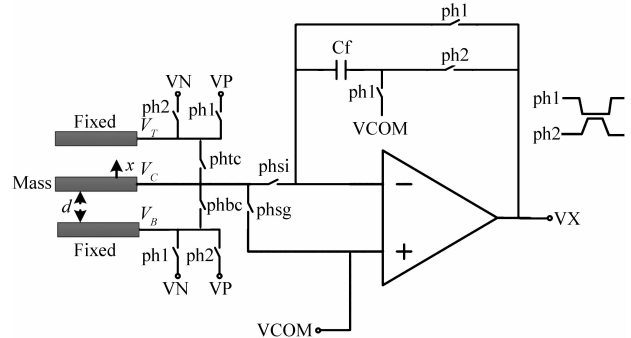 ph1
Cf
ph2
ph1
VCOM
VN VP
ph2 ph1
Fixed V_T
phtc
x V_C
Mass
phsi
d
phbc
phsg
V_B
Fixed
ph1 ph2
VN VP
VCOM
−
+
VX
ph1
ph2